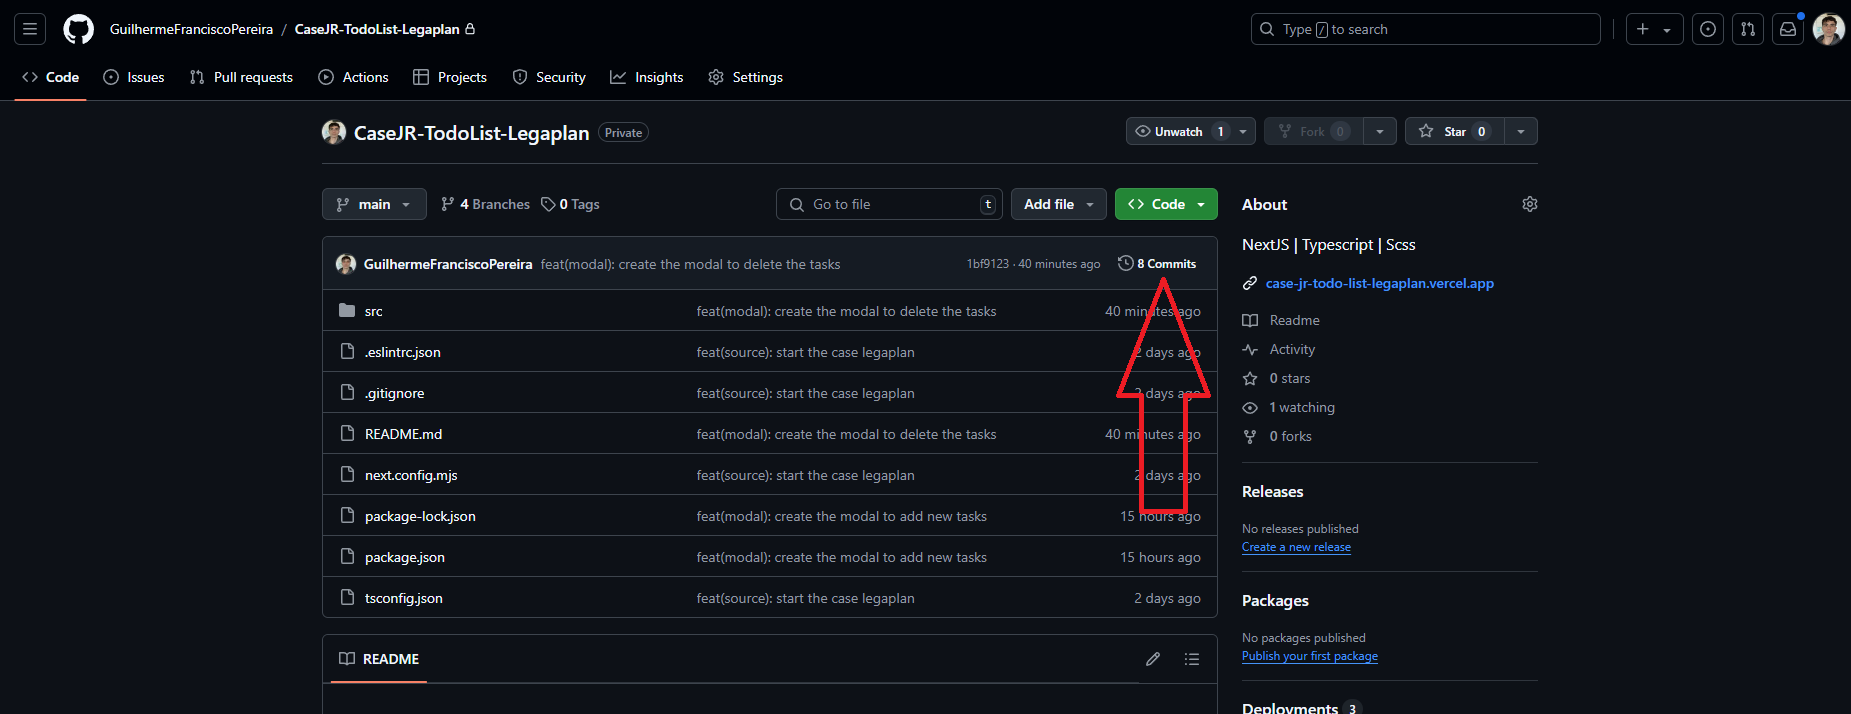 GuilhermeFranciscoPereira / CaseJR-TodoList-Legaplan
Type / to search
Code Issues Pull requests Actions Projects Security Insights Settings
CaseJR-TodoList-Legaplan Private
Unwatch 1 Fork 0 Star 0
main 4 Branches 0 Tags
Go to file t Add file Code
GuilhermeFranciscoPereira feat(modal): create the modal to delete the tasks 1bf9123 · 40 minutes ago 8 Commits
src feat(modal): create the modal to delete the tasks 40 minutes ago
.eslintrc.json feat(source): start the case legaplan 2 days ago
.gitignore feat(source): start the case legaplan 2 days ago
README.md feat(modal): create the modal to delete the tasks 40 minutes ago
next.config.mjs feat(source): start the case legaplan 2 days ago
package-lock.json feat(modal): create the modal to add new tasks 15 hours ago
package.json feat(modal): create the modal to add new tasks 15 hours ago
tsconfig.json feat(source): start the case legaplan 2 days ago
README
About
NextJS | Typescript | Scss
case-jr-todo-list-legaplan.vercel.app
Readme
Activity
0 stars
1 watching
0 forks
Releases
No releases published
Create a new release
Packages
No packages published
Publish your first package
Deployments 3